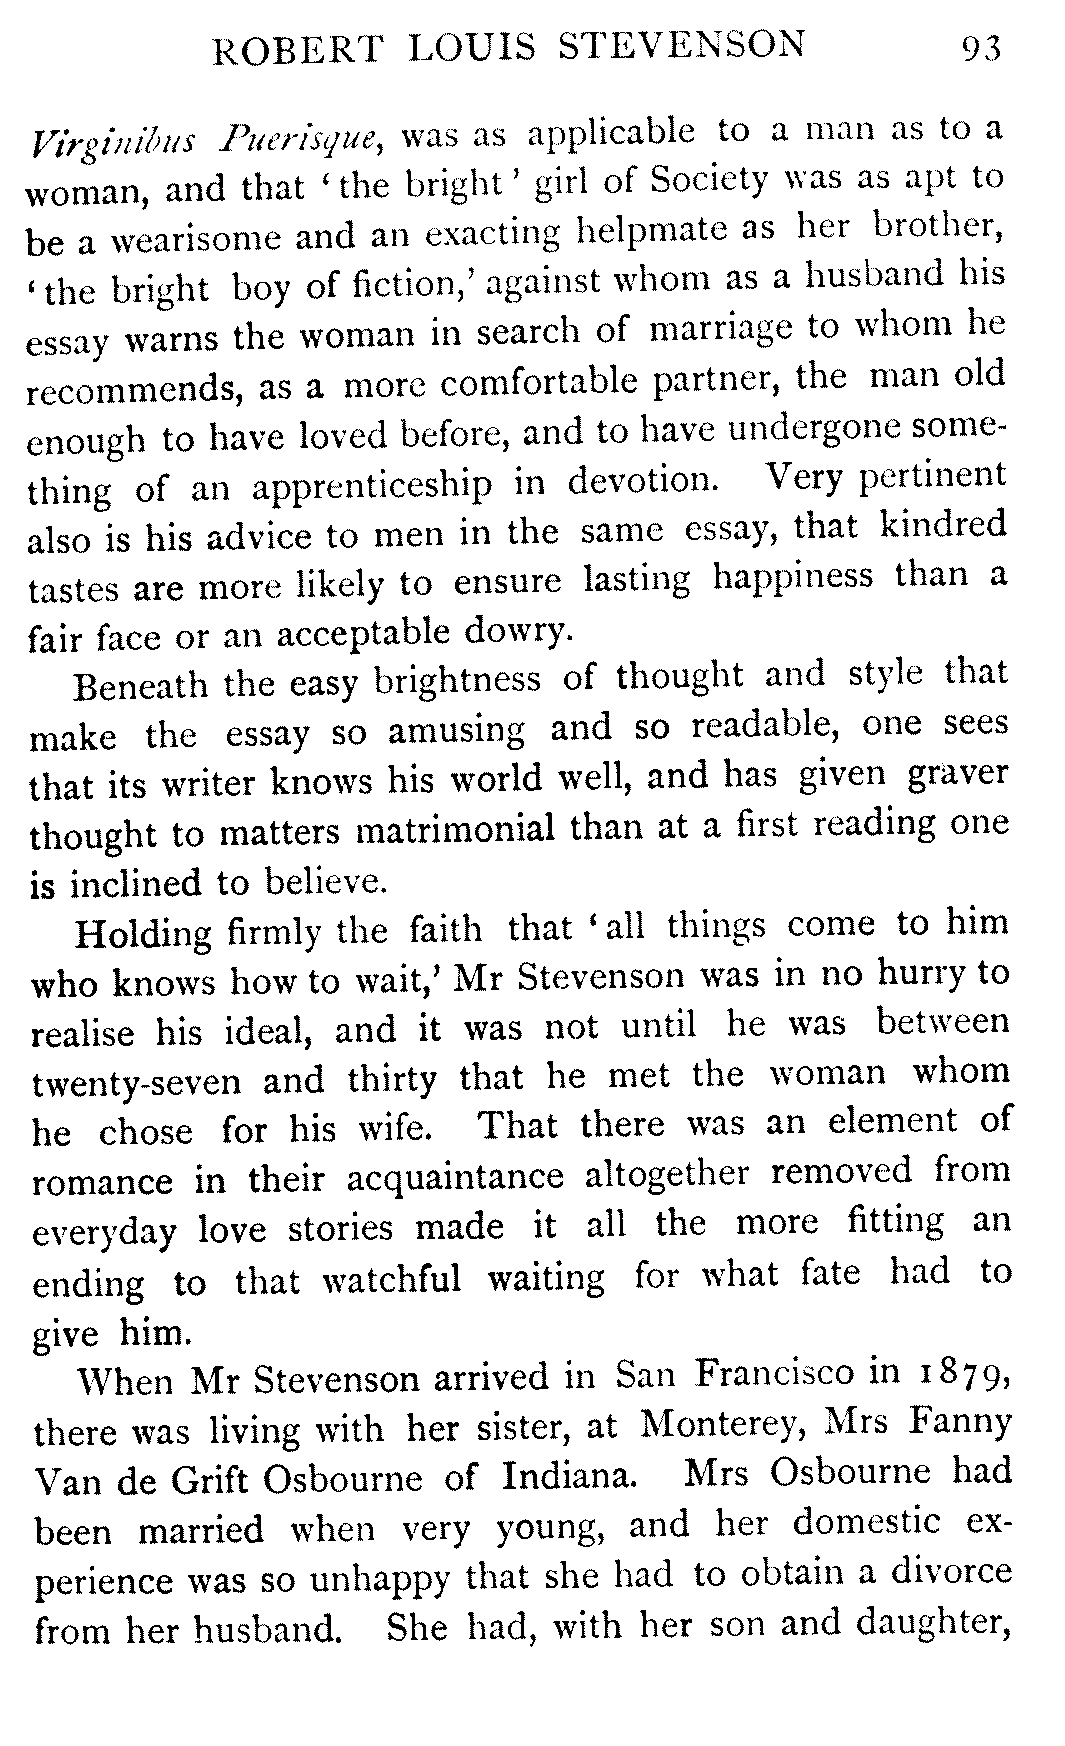 ROBERT LOUIS STEVENSON 93
Virginibus Puerisque, was as applicable to a man as to a
woman, and that ‘the bright’ girl of Society was as apt to
be a wearisome and an exacting helpmate as her brother,
‘the bright boy of fiction,’ against whom as a husband his
essay warns the woman in search of marriage to whom he
recommends, as a more comfortable partner, the man old
enough to have loved before, and to have undergone some-
thing of an apprenticeship in devotion. Very pertinent
also is his advice to men in the same essay, that kindred
tastes are more likely to ensure lasting happiness than a
fair face or an acceptable dowry.
Beneath the easy brightness of thought and style that
make the essay so amusing and so readable, one sees
that its writer knows his world well, and has given graver
thought to matters matrimonial than at a first reading one
is inclined to believe.
Holding firmly the faith that ‘all things come to him
who knows how to wait,’ Mr Stevenson was in no hurry to
realise his ideal, and it was not until he was between
twenty-seven and thirty that he met the woman whom
he chose for his wife. That there was an element of
romance in their acquaintance altogether removed from
everyday love stories made it all the more fitting an
ending to that watchful waiting for what fate had to
give him.
When Mr Stevenson arrived in San Francisco in 1879,
there was living with her sister, at Monterey, Mrs Fanny
Van de Grift Osbourne of Indiana. Mrs Osbourne had
been married when very young, and her domestic ex-
perience was so unhappy that she had to obtain a divorce
from her husband. She had, with her son and daughter,